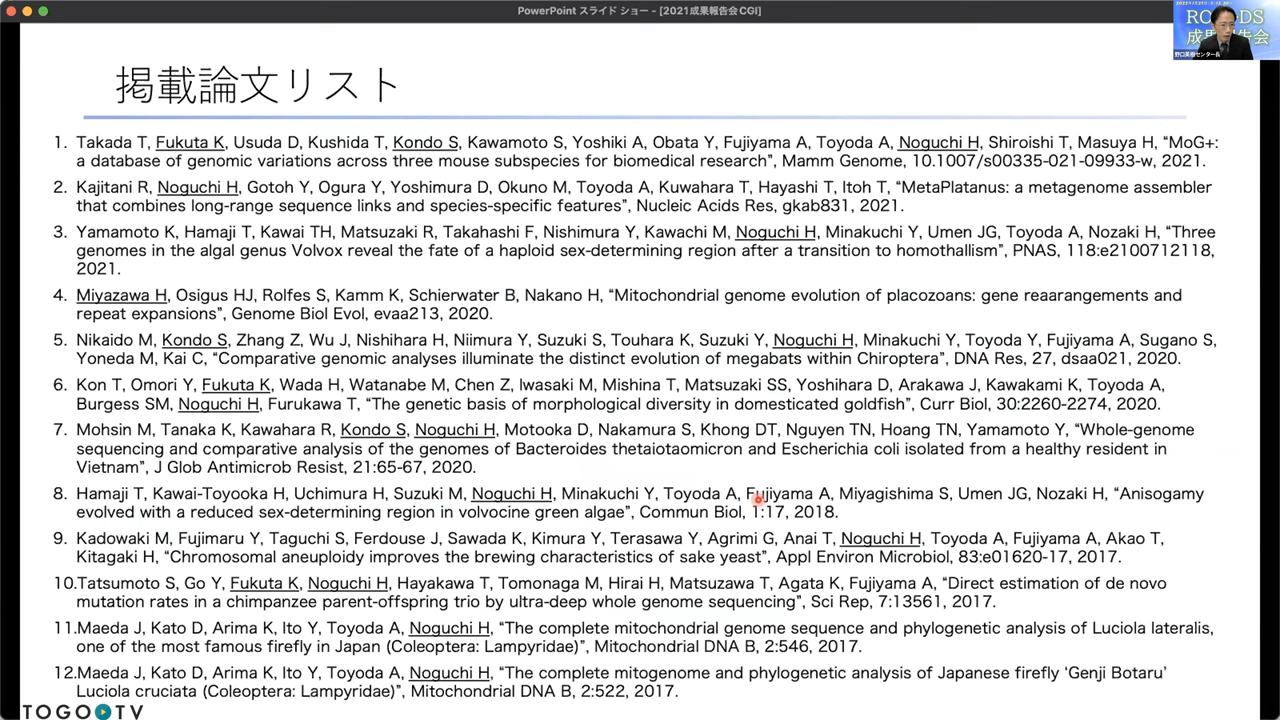 PowerPoint スライド ショー - [2021成果報告会CGI]
成果報告会
野口英樹センター長
掲載論文リスト
1. Takada T, Fukuta K, Usuda D, Kushida T, Kondo S, Kawamoto S, Yoshiki A, Obata Y, Fujiyama A, Toyoda A, Noguchi H, Shiroishi T, Masuya H, “MoG+:
a database of genomic variations across three mouse subspecies for biomedical research”, Mamm Genome, 10.1007/s00335-021-09933-w, 2021.
2. Kajitani R, Noguchi H, Gotoh Y, Ogura Y, Yoshimura D, Okuno M, Toyoda A, Kuwahara T, Hayashi T, Itoh T, “MetaPlatanus: a metagenome assembler
that combines long-range sequence links and species-specific features”, Nucleic Acids Res, gkab831, 2021.
3. Yamamoto K, Hamaji T, Kawai TH, Matsuzaki R, Takahashi F, Nishimura Y, Kawachi M, Noguchi H, Minakuchi Y, Umen JG, Toyoda A, Nozaki H, “Three
genomes in the algal genus Volvox reveal the fate of a haploid sex-determining region after a transition to homothallism”, PNAS, 118:e2100712118,
2021.
4. Miyazawa H, Osigus HJ, Rolfes S, Kamm K, Schierwater B, Nakano H, “Mitochondrial genome evolution of placozoans: gene reaarangements and
repeat expansions”, Genome Biol Evol, evaa213, 2020.
5. Nikaido M, Kondo S, Zhang Z, Wu J, Nishihara H, Niimura Y, Suzuki S, Touhara K, Suzuki Y, Noguchi H, Minakuchi Y, Toyoda Y, Fujiyama A, Sugano S,
Yoneda M, Kai C, “Comparative genomic analyses illuminate the distinct evolution of megabats within Chiroptera”, DNA Res, 27, dsaa021, 2020.
6. Kon T, Omori Y, Fukuta K, Wada H, Watanabe M, Chen Z, Iwasaki M, Mishina T, Matsuzaki SS, Yoshihara D, Arakawa J, Kawakami K, Toyoda A,
Burgess SM, Noguchi H, Furukawa T, “The genetic basis of morphological diversity in domesticated goldfish”, Curr Biol, 30:2260-2274, 2020.
7. Mohsin M, Tanaka K, Kawahara R, Kondo S, Noguchi H, Motooka D, Nakamura S, Khong DT, Nguyen TN, Hoang TN, Yamamoto Y, “Whole-genome
sequencing and comparative analysis of the genomes of Bacteroides thetaiotaomicron and Escherichia coli isolated from a healthy resident in
Vietnam”, J Glob Antimicrob Resist, 21:65-67, 2020.
8. Hamaji T, Kawai-Toyooka H, Uchimura H, Suzuki M, Noguchi H, Minakuchi Y, Toyoda A, Fujiyama A, Miyagishima S, Umen JG, Nozaki H, “Anisogamy
evolved with a reduced sex-determining region in volvocine green algae”, Commun Biol, 1:17, 2018.
9. Kadowaki M, Fujimaru Y, Taguchi S, Ferdouse J, Sawada K, Kimura Y, Terasawa Y, Agrimi G, Anai T, Noguchi H, Toyoda A, Fujiyama A, Akao T,
Kitagaki H, “Chromosomal aneuploidy improves the brewing characteristics of sake yeast”, Appl Environ Microbiol, 83:e01620-17, 2017.
10.Tatsumoto S, Go Y, Fukuta K, Noguchi H, Hayakawa T, Tomonaga M, Hirai H, Matsuzawa T, Agata K, Fujiyama A, “Direct estimation of de novo
mutation rates in a chimpanzee parent-offspring trio by ultra-deep whole genome sequencing”, Sci Rep, 7:13561, 2017.
11.Maeda J, Kato D, Arima K, Ito Y, Toyoda A, Noguchi H, “The complete mitochondrial genome sequence and phylogenetic analysis of Luciola lateralis,
one of the most famous firefly in Japan (Coleoptera: Lampyridae)”, Mitochondrial DNA B, 2:546, 2017.
12.Maeda J, Kato D, Arima K, Ito Y, Toyoda A, Noguchi H, “The complete mitogenome and phylogenetic analysis of Japanese firefly ‘Genji Botaru’
Luciola cruciata (Coleoptera: Lampyridae)”, Mitochondrial DNA B, 2:522, 2017.
TOGO TV